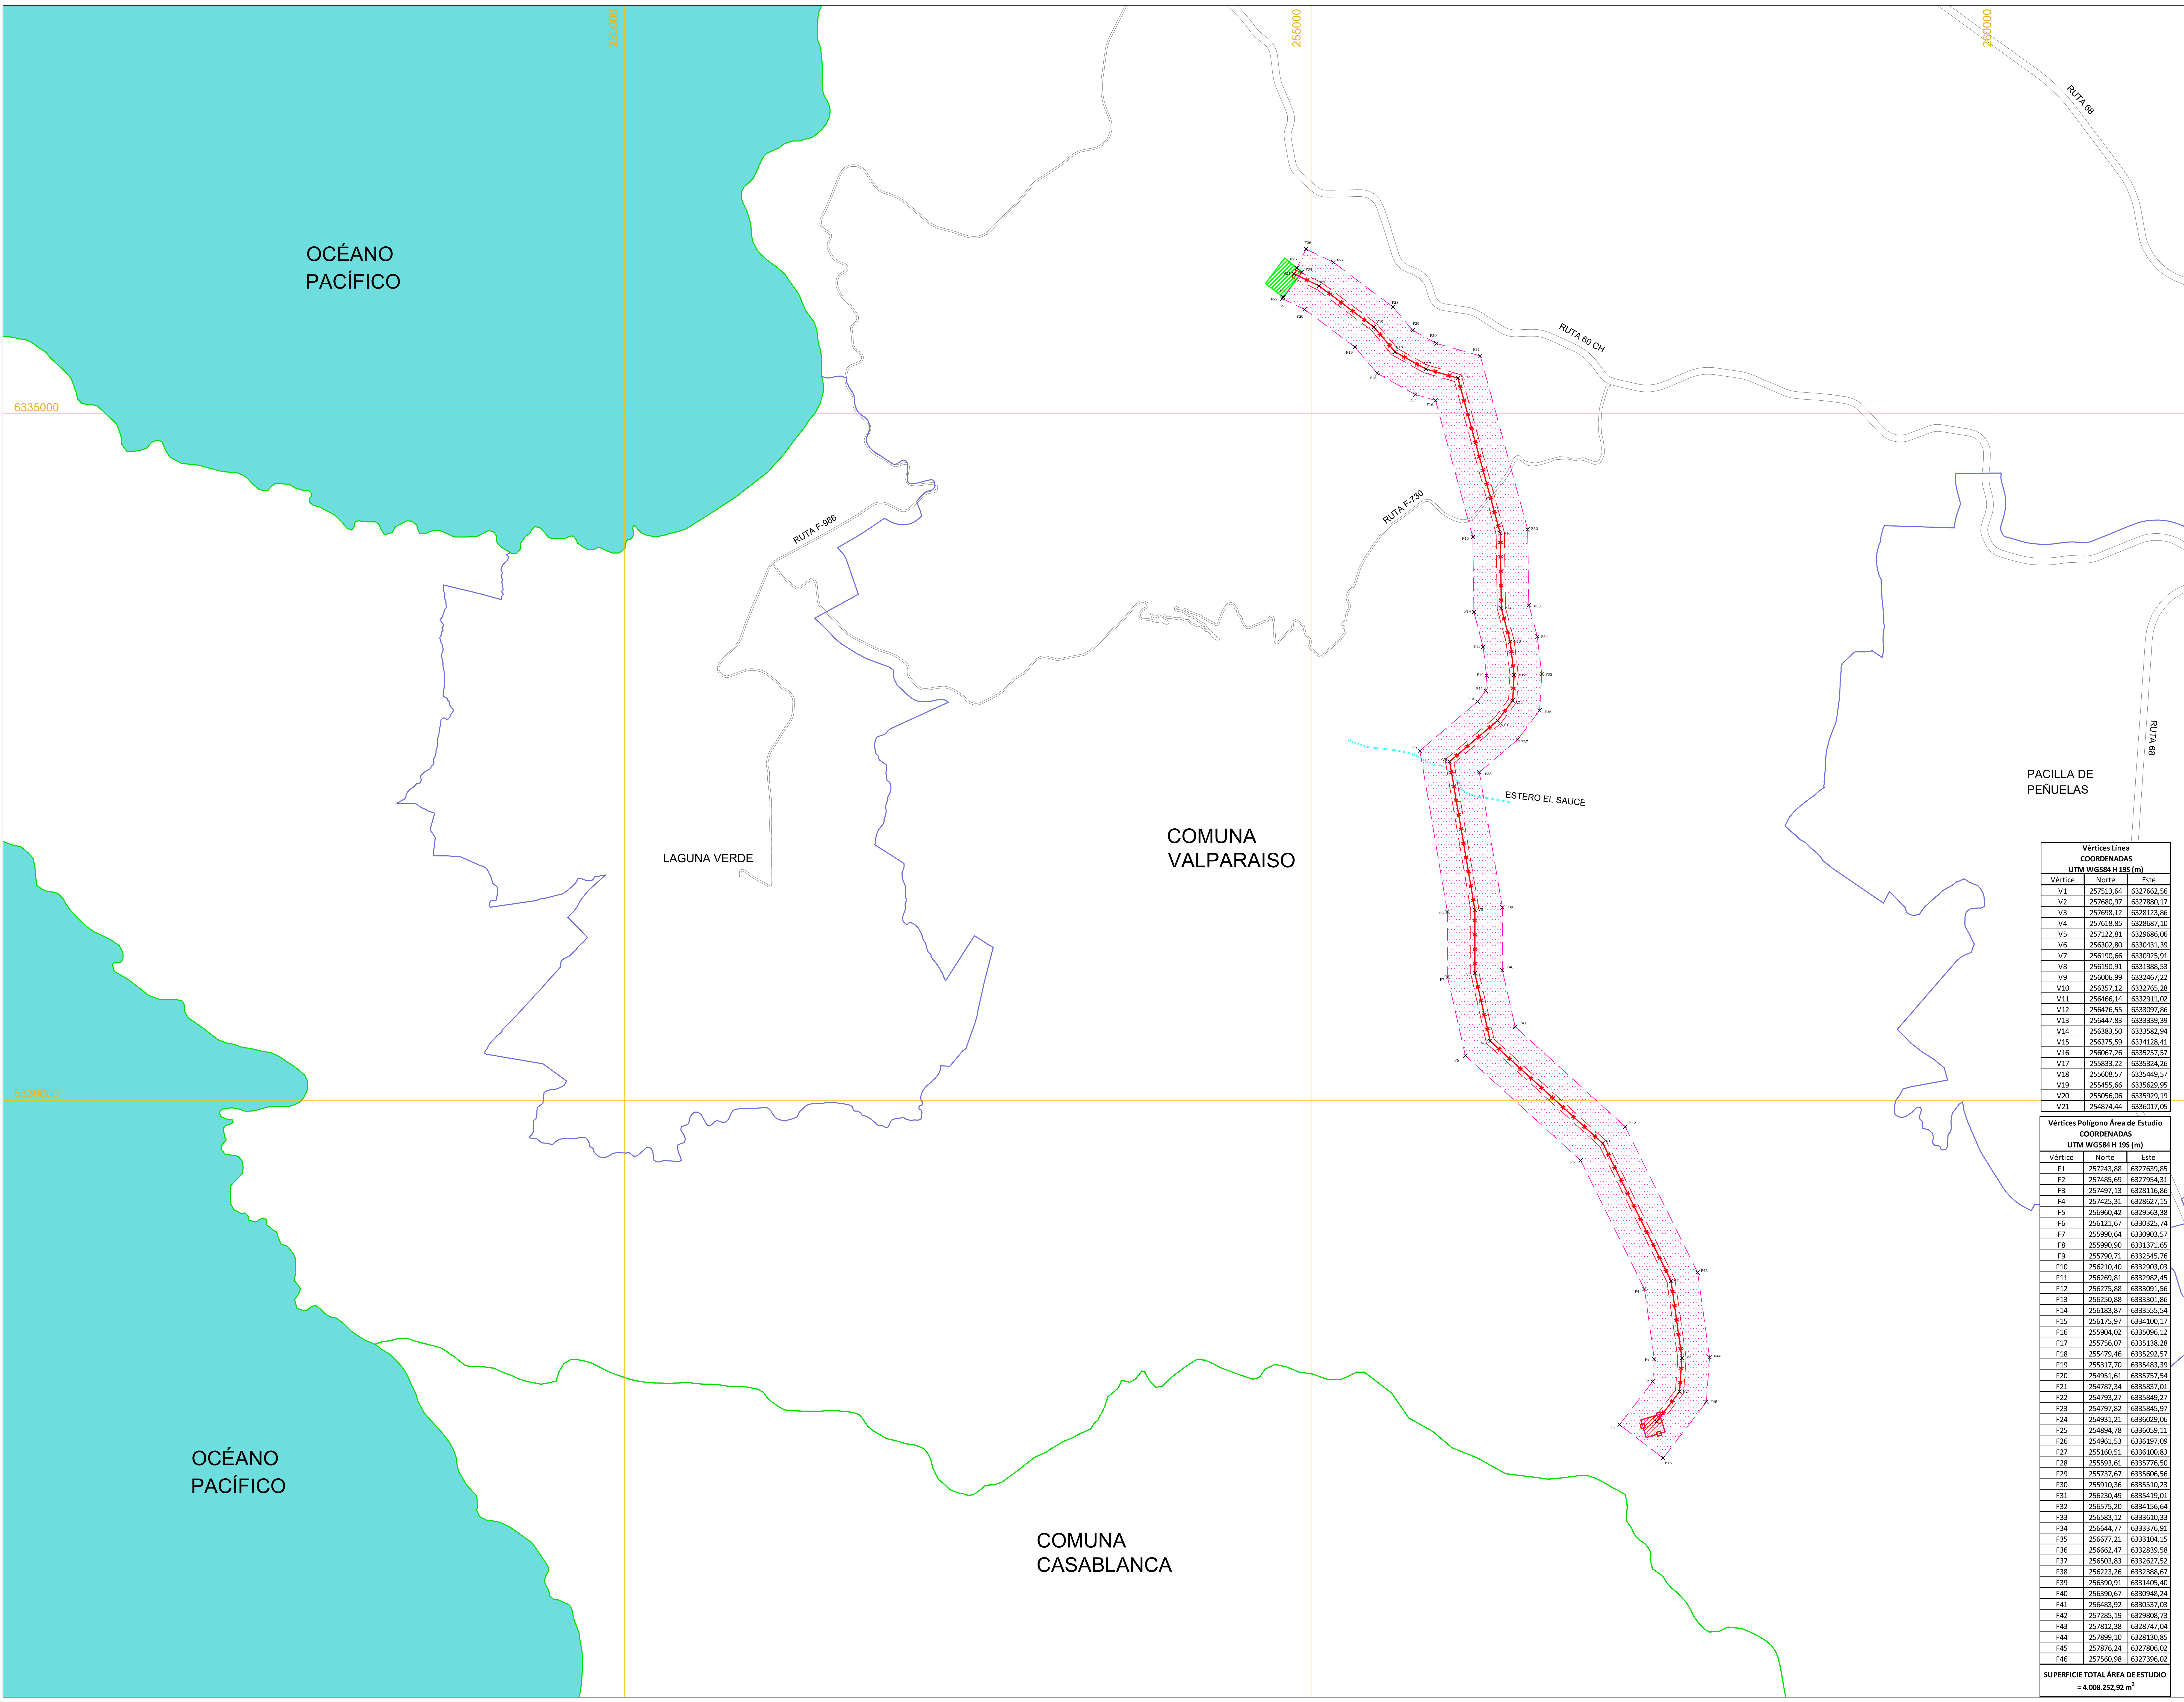 250000
255000
260000
RUTA 68
OCÉANO
PACÍFICO
RUTA 60 CH
6335000
RUTA F-986
RUTA F-730
RUTA 68
PACILLA DE
PEÑUELAS
ESTERO EL SAUCE
COMUNA
VALPARAISO
LAGUNA VERDE
6330000
OCÉANO
PACÍFICO
COMUNA
CASABLANCA
Vértices Línea
COORDENADAS
UTM WGS84 H 19S (m)
Vértice Norte Este
V1 257513,64 6327662,56
V2 257680,97 6327880,17
V3 257698,12 6328123,86
V4 257618,85 6328687,10
V5 257122,81 6329686,06
V6 256302,80 6330431,39
V7 256190,66 6330925,91
V8 256190,91 6331388,53
V9 256006,99 6332467,22
V10 256357,12 6332765,28
V11 256466,14 6332911,02
V12 256476,55 6333097,86
V13 256447,83 6333339,39
V14 256383,50 6333582,94
V15 256375,59 6334128,41
V16 256067,26 6335257,57
V17 255833,22 6335324,26
V18 255608,57 6335449,57
V19 255455,66 6335629,95
V20 255056,06 6335929,19
V21 254874,44 6336017,05
Vértices Polígono Área de Estudio
COORDENADAS
UTM WGS84 H 19S (m)
Vértice Norte Este
F1 257243,88 6327639,85
F2 257485,69 6327954,31
F3 257497,13 6328116,86
F4 257425,31 6328627,15
F5 256960,42 6329563,38
F6 256121,67 6330325,74
F7 255990,64 6330903,57
F8 255990,90 6331371,65
F9 255790,71 6332545,76
F10 256210,40 6332903,03
F11 256269,81 6332982,45
F12 256275,88 6333091,56
F13 256250,88 6333301,86
F14 256183,87 6333555,54
F15 256175,97 6334100,17
F16 255904,02 6335096,12
F17 255756,07 6335138,28
F18 255479,46 6335292,57
F19 255317,70 6335483,39
F20 254951,61 6335757,54
F21 254787,34 6335837,01
F22 254793,27 6335849,27
F23 254797,82 6335845,97
F24 254931,21 6336029,06
F25 254894,78 6336059,11
F26 254961,53 6336197,09
F27 255160,51 6336100,83
F28 255593,61 6335776,50
F29 255737,67 6335606,56
F30 255910,36 6335510,23
F31 256230,49 6335419,01
F32 256575,20 6334156,64
F33 256583,12 6333610,33
F34 256644,77 6333376,91
F35 256677,21 6333104,15
F36 256662,47 6332839,58
F37 256503,83 6332627,52
F38 256223,26 6332388,67
F39 256390,91 6331405,40
F40 256390,67 6330948,24
F41 256483,92 6330537,03
F42 257285,19 6329808,73
F43 257812,38 6328747,04
F44 257899,10 6328130,85
F45 257876,24 6327806,02
F46 257560,98 6327396,02
SUPERFICIE TOTAL ÁREA DE ESTUDIO
= 4.008.252,92 m²